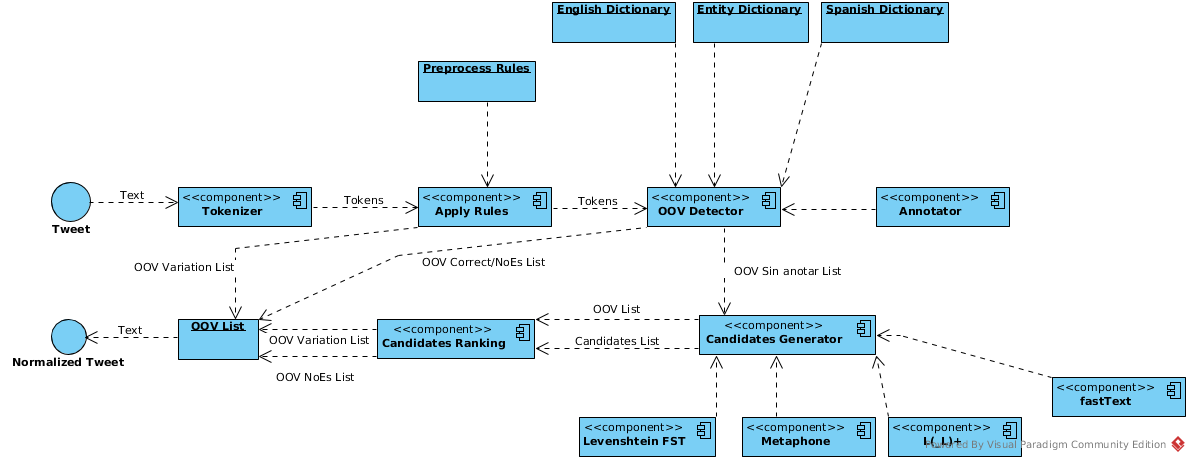 English Dictionary
Entity Dictionary
Spanish Dictionary
Preprocess Rules
Text
<<component>>
Tokenizer
Tokens
<<component>>
Apply Rules
Tokens
<<component>>
OOV Detector
<<component>>
Annotator
Tweet
OOV Variation List
OOV Correct/NoEs List
OOV Sin anotar List
Text
Normalized Tweet
OOV List
OOV Variation List
OOV NoEs List
<<component>>
Candidates Ranking
OOV List
Candidates List
<<component>>
Candidates Generator
<<component>>
fastText
<<component>>
Levenshtein FST
<<component>>
Metaphone
<<component>>
L(_L)+
Powered By Visual Paradigm Community Edition